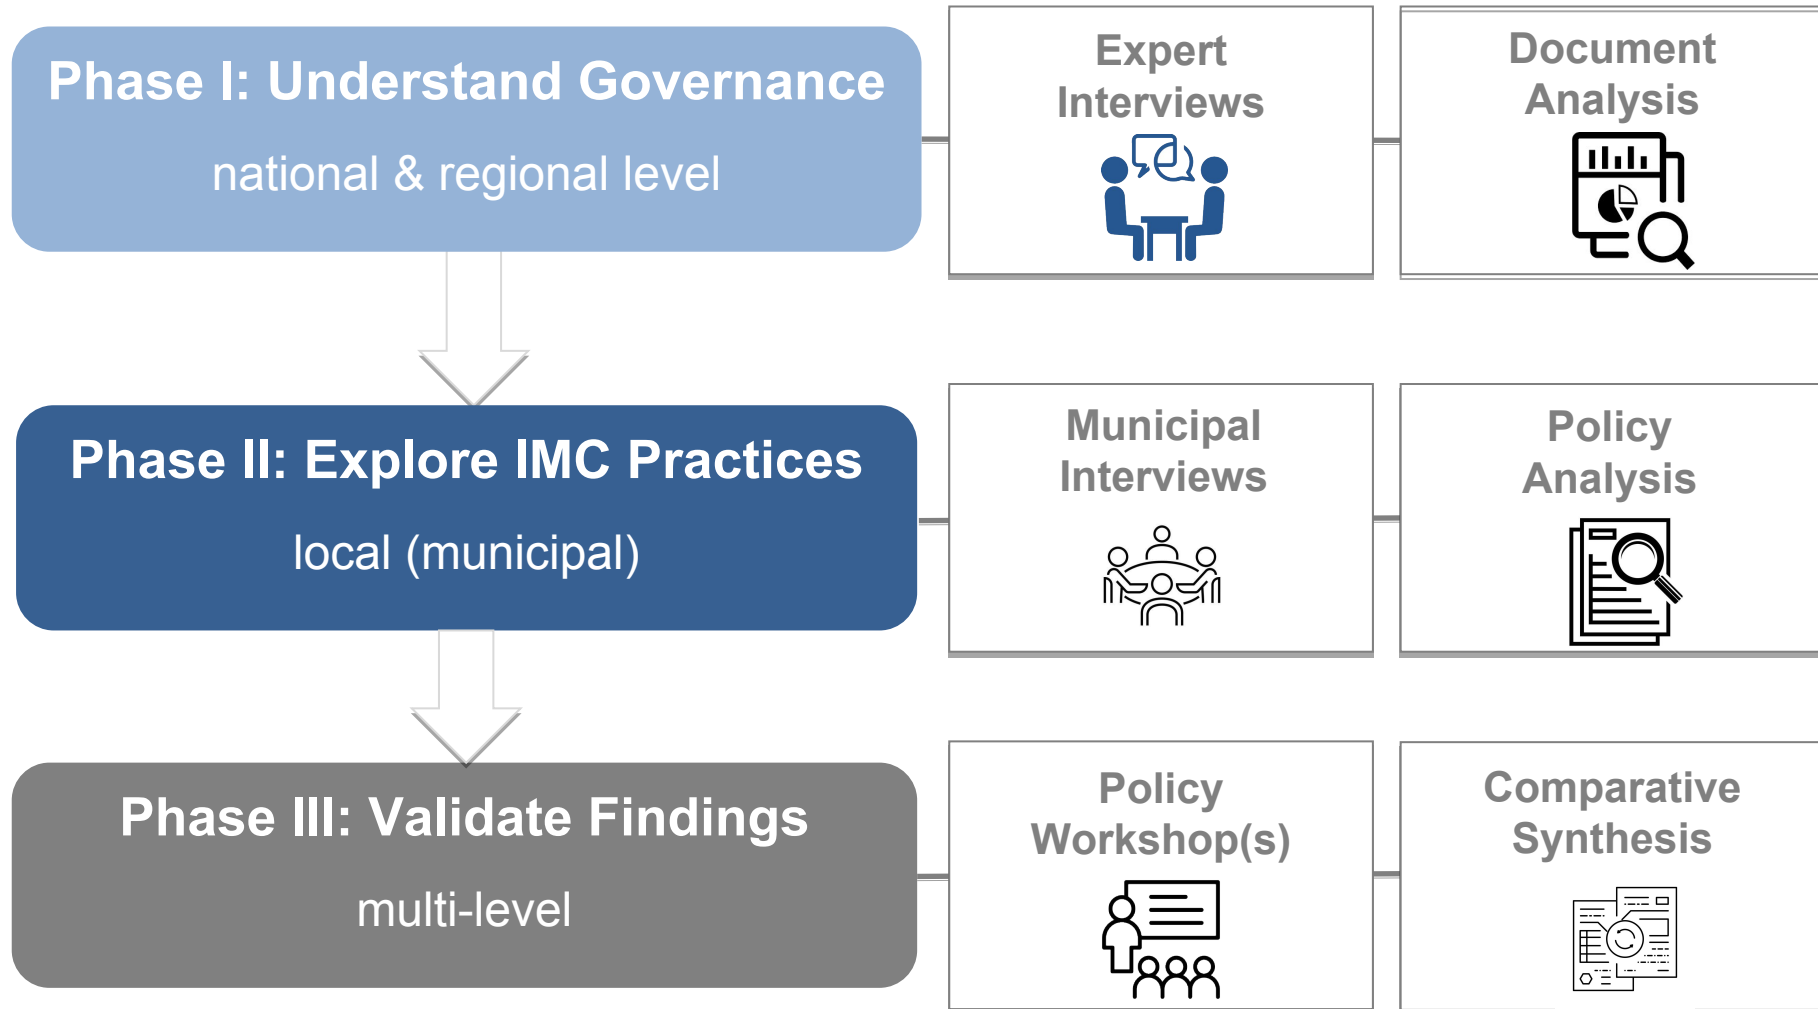 Phase I: Understand Governance
national & regional level
Expert
Interviews
Document
Analysis
Phase II: Explore IMC Practices
local (municipal)
Municipal
Interviews
Policy
Analysis
Phase III: Validate Findings
multi-level
Policy
Workshop(s)
Comparative
Synthesis